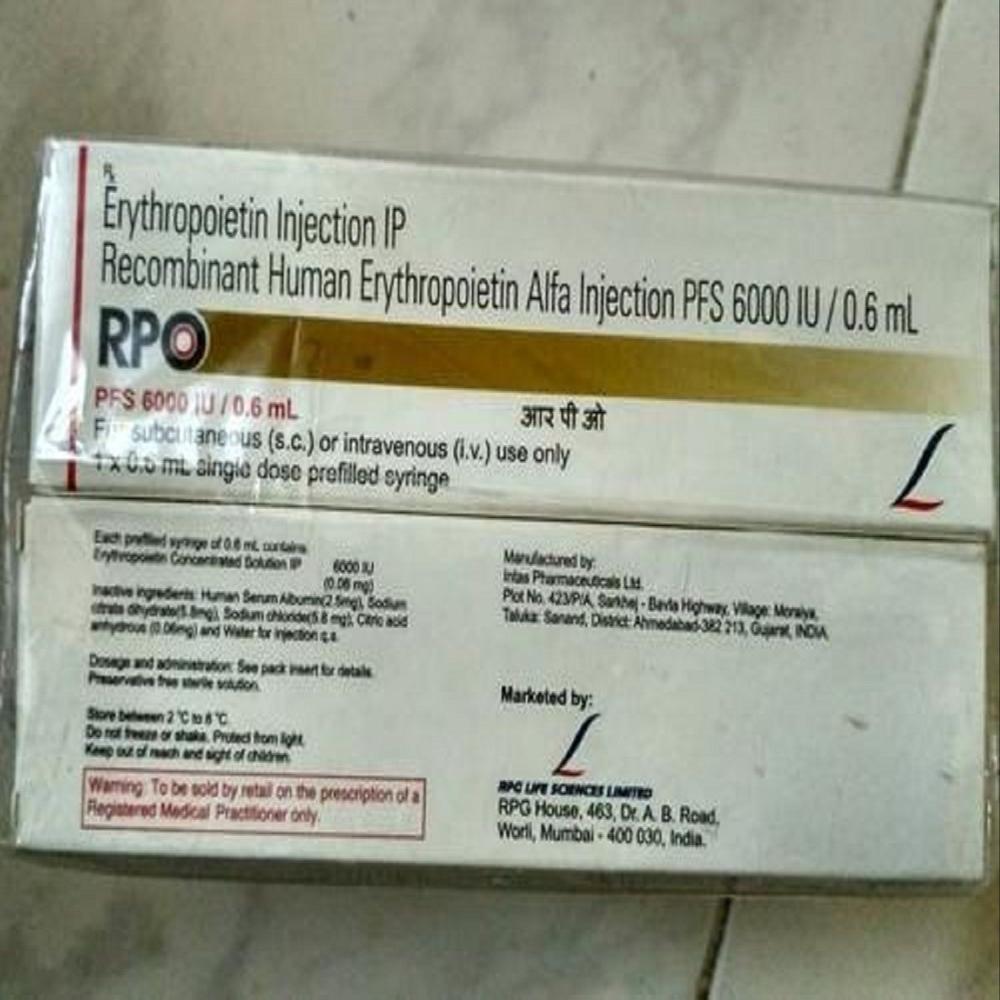 Rx
Erythropoietin Injection IP
Recombinant Human Erythropoietin Alfa Injection PFS 6000 IU / 0.6 mL
RPO
PFS 6000 IU / 0.6 mL
आर पी ओ
For subcutaneous (s.c.) or intravenous (i.v.) use only
1 x 0.6 mL single dose prefilled syringe
Each prefilled syringe of 0.6 mL contains
Erythropoietin Concentrated Solution IP 6000 IU
(0.06 mg)
Inactive ingredients: Human Serum Albumin(2.5mg), Sodium
citrate dihydrate(5.8mg), Sodium chloride(5.8 mg), Citric acid
anhydrous (0.06mg) and Water for injection q.s.
Dosage and administration: See pack insert for details.
Preservative free sterile solution.
Store between 2 °C to 8 °C.
Do not freeze or shake. Protect from light.
Keep out of reach and sight of children.
Warning: To be sold by retail on the prescription of a
Registered Medical Practitioner only.
Manufactured by:
Intas Pharmaceuticals Ltd.
Plot No. 423/P/A, Sarkhej - Bavla Highway, Village: Moraiya,
Taluka: Sanand, District: Ahmedabad-382 213, Gujarat, INDIA.
Marketed by:
RPG LIFE SCIENCES LIMITED
RPG House, 463, Dr. A. B. Road,
Worli, Mumbai - 400 030, India.